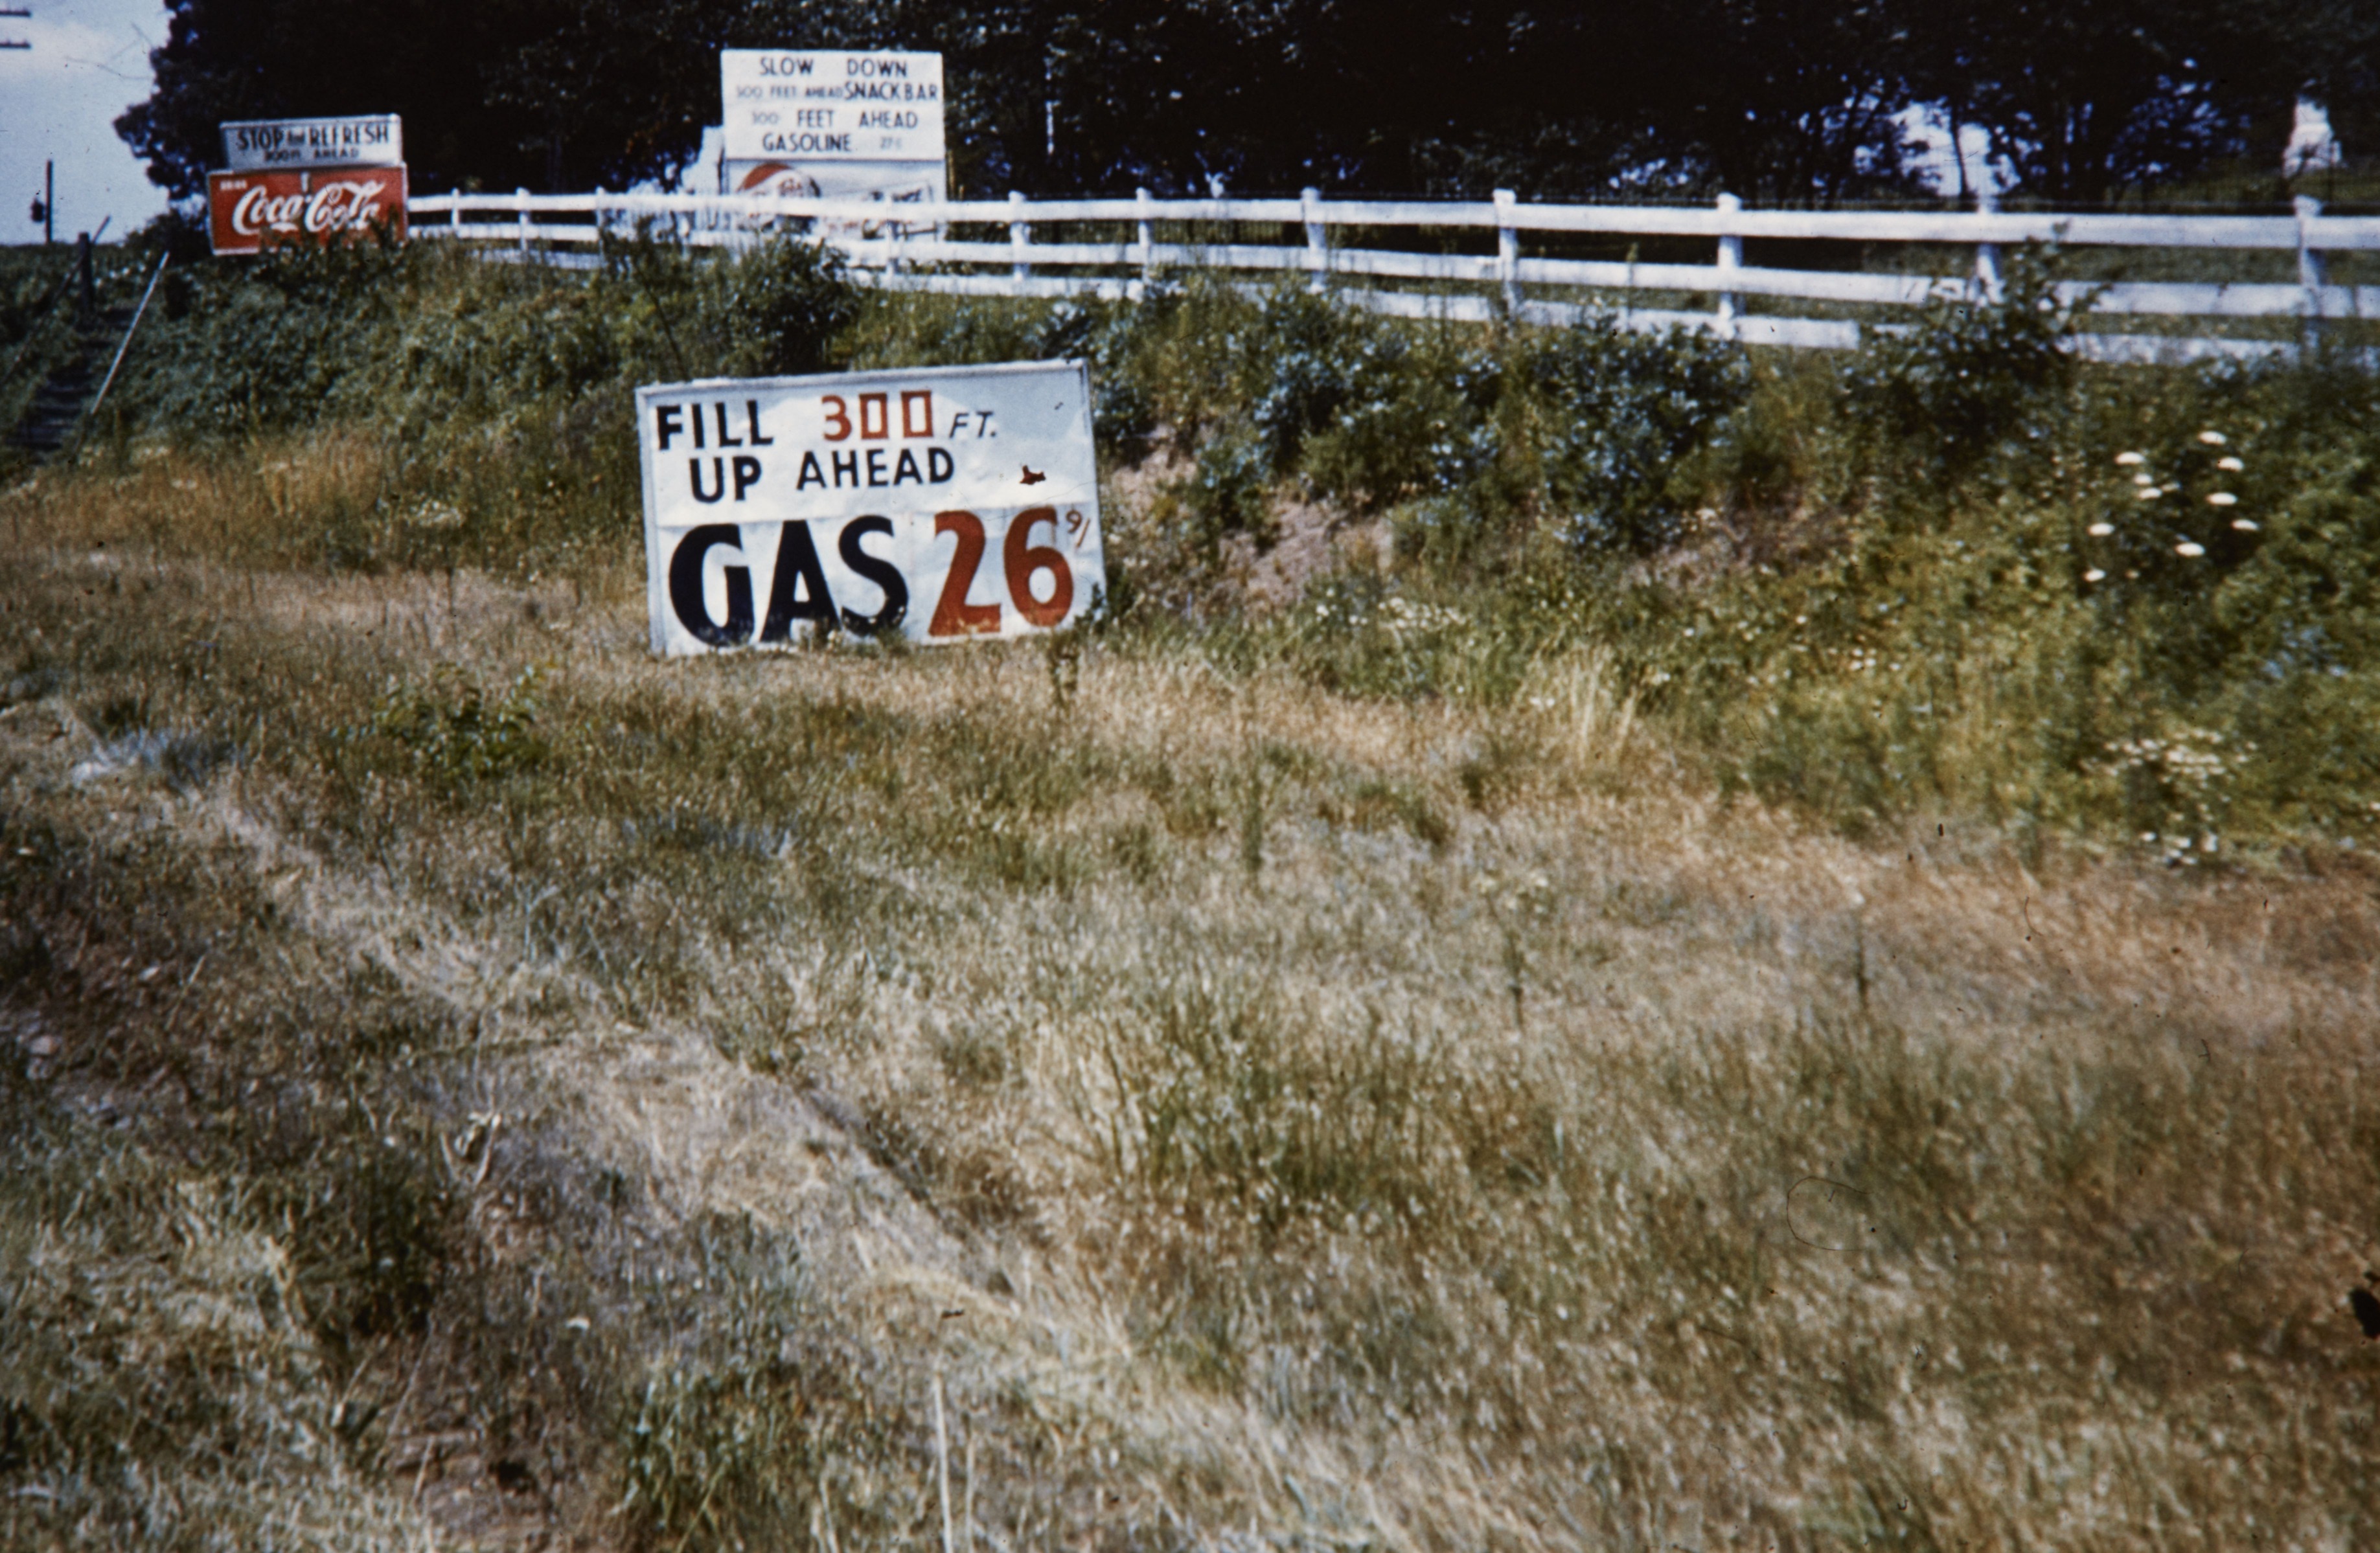 STOP and REFRESH
300 FT. AHEAD
Coca-Cola
SLOW DOWN
300 FEET AHEAD SNACK BAR
300 FEET AHEAD
GASOLINE
FILL 300 FT.
UP AHEAD
GAS 26 9/